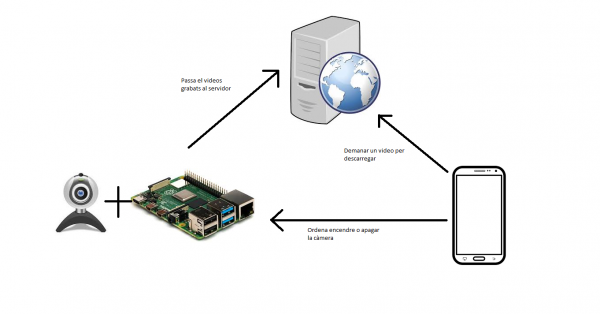 Passa el videos
grabats al servidor
Demanar un video per
descarregar
Ordena encendre o apagar
la càmera